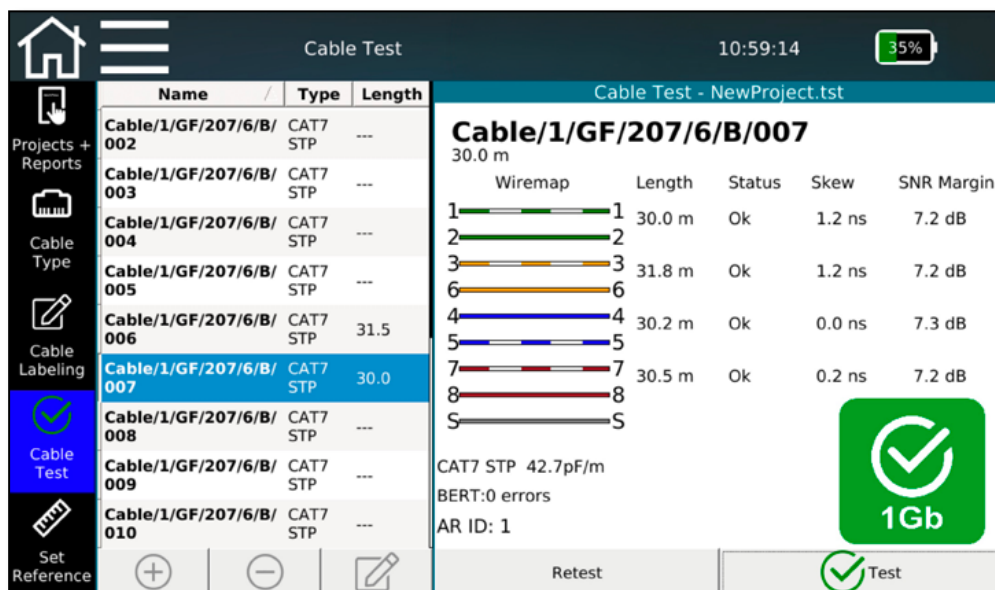 Cable Test
10:59:14
35%
Projects +
Reports
Cable
Type
Cable
Labeling
Cable
Test
Set
Reference
Name / Type Length
Cable/1/GF/207/6/B/ CAT7
002 STP ---
Cable/1/GF/207/6/B/ CAT7
003 STP ---
Cable/1/GF/207/6/B/ CAT7
004 STP ---
Cable/1/GF/207/6/B/ CAT7
005 STP ---
Cable/1/GF/207/6/B/ CAT7
006 STP 31.5
Cable/1/GF/207/6/B/ CAT7
007 STP 30.0
Cable/1/GF/207/6/B/ CAT7
008 STP ---
Cable/1/GF/207/6/B/ CAT7
009 STP ---
Cable/1/GF/207/6/B/ CAT7
010 STP ---
Cable Test - NewProject.tst
Cable/1/GF/207/6/B/007
30.0 m
Wiremap Length Status Skew SNR Margin
1 1
30.0 m Ok 1.2 ns 7.2 dB
2 2
3 3
31.8 m Ok 1.2 ns 7.2 dB
6 6
4 4
30.2 m Ok 0.0 ns 7.3 dB
5 5
7 7
30.5 m Ok 0.2 ns 7.2 dB
8 8
S S
CAT7 STP 42.7pF/m
BERT:0 errors
AR ID: 1
1Gb
Retest
Test